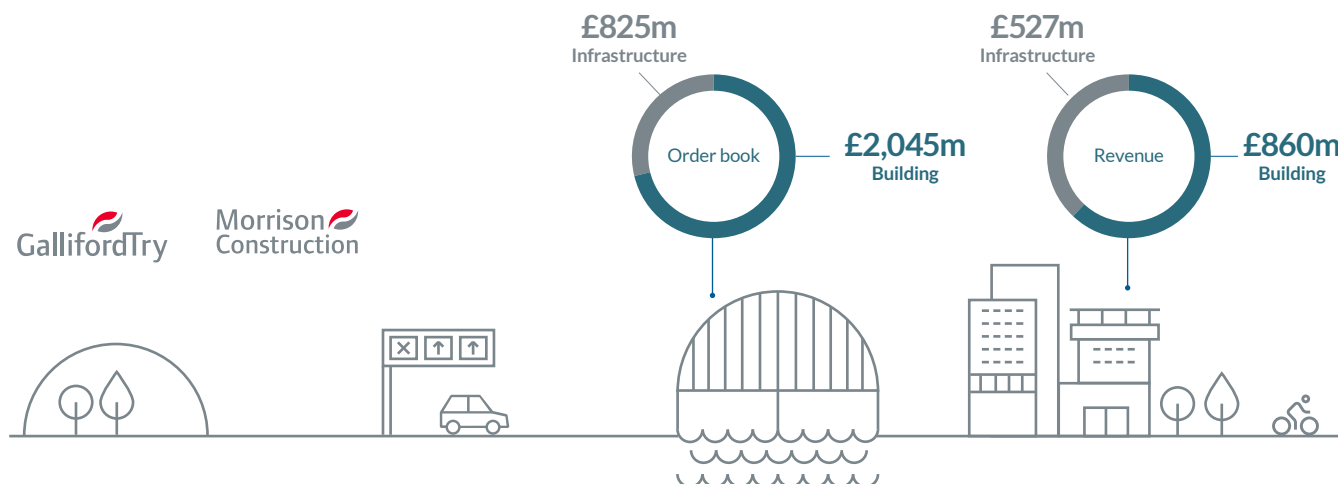 £825m
Infrastructure
Order book
£2,045m
Building
£527m
Infrastructure
Revenue
£860m
Building
GallifordTry
Morrison
Construction